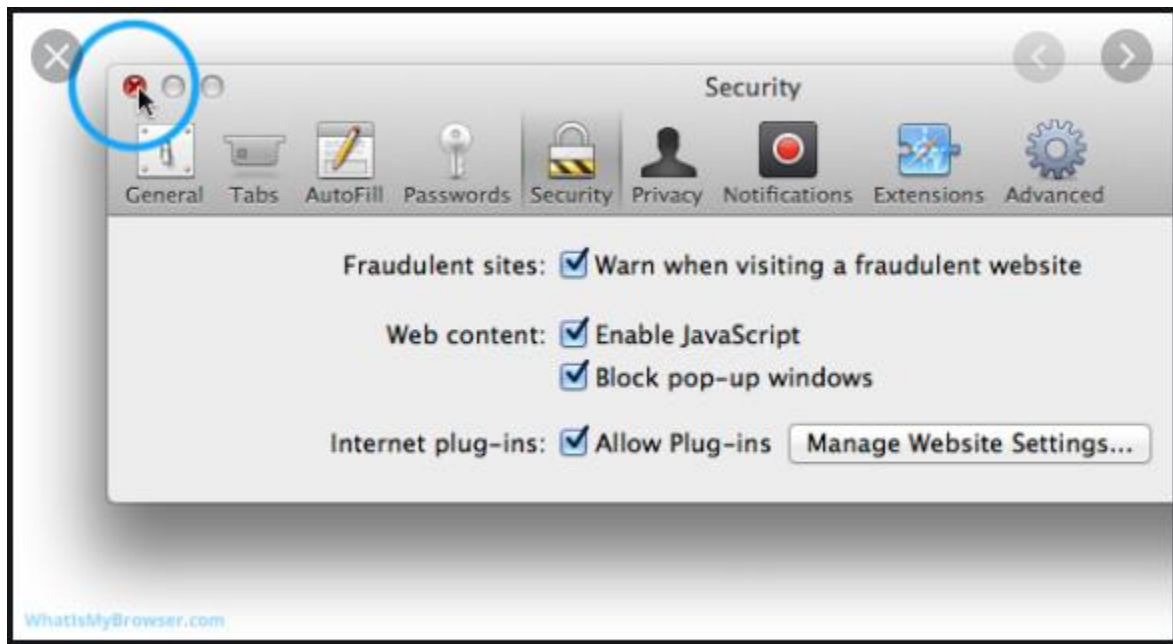 Security
General Tabs AutoFill Passwords Security Privacy Notifications Extensions Advanced
Fraudulent sites: Warn when visiting a fraudulent website
Web content: Enable JavaScript
Block pop-up windows
Internet plug-ins: Allow Plug-ins Manage Website Settings...
WhatIsMyBrowser.com